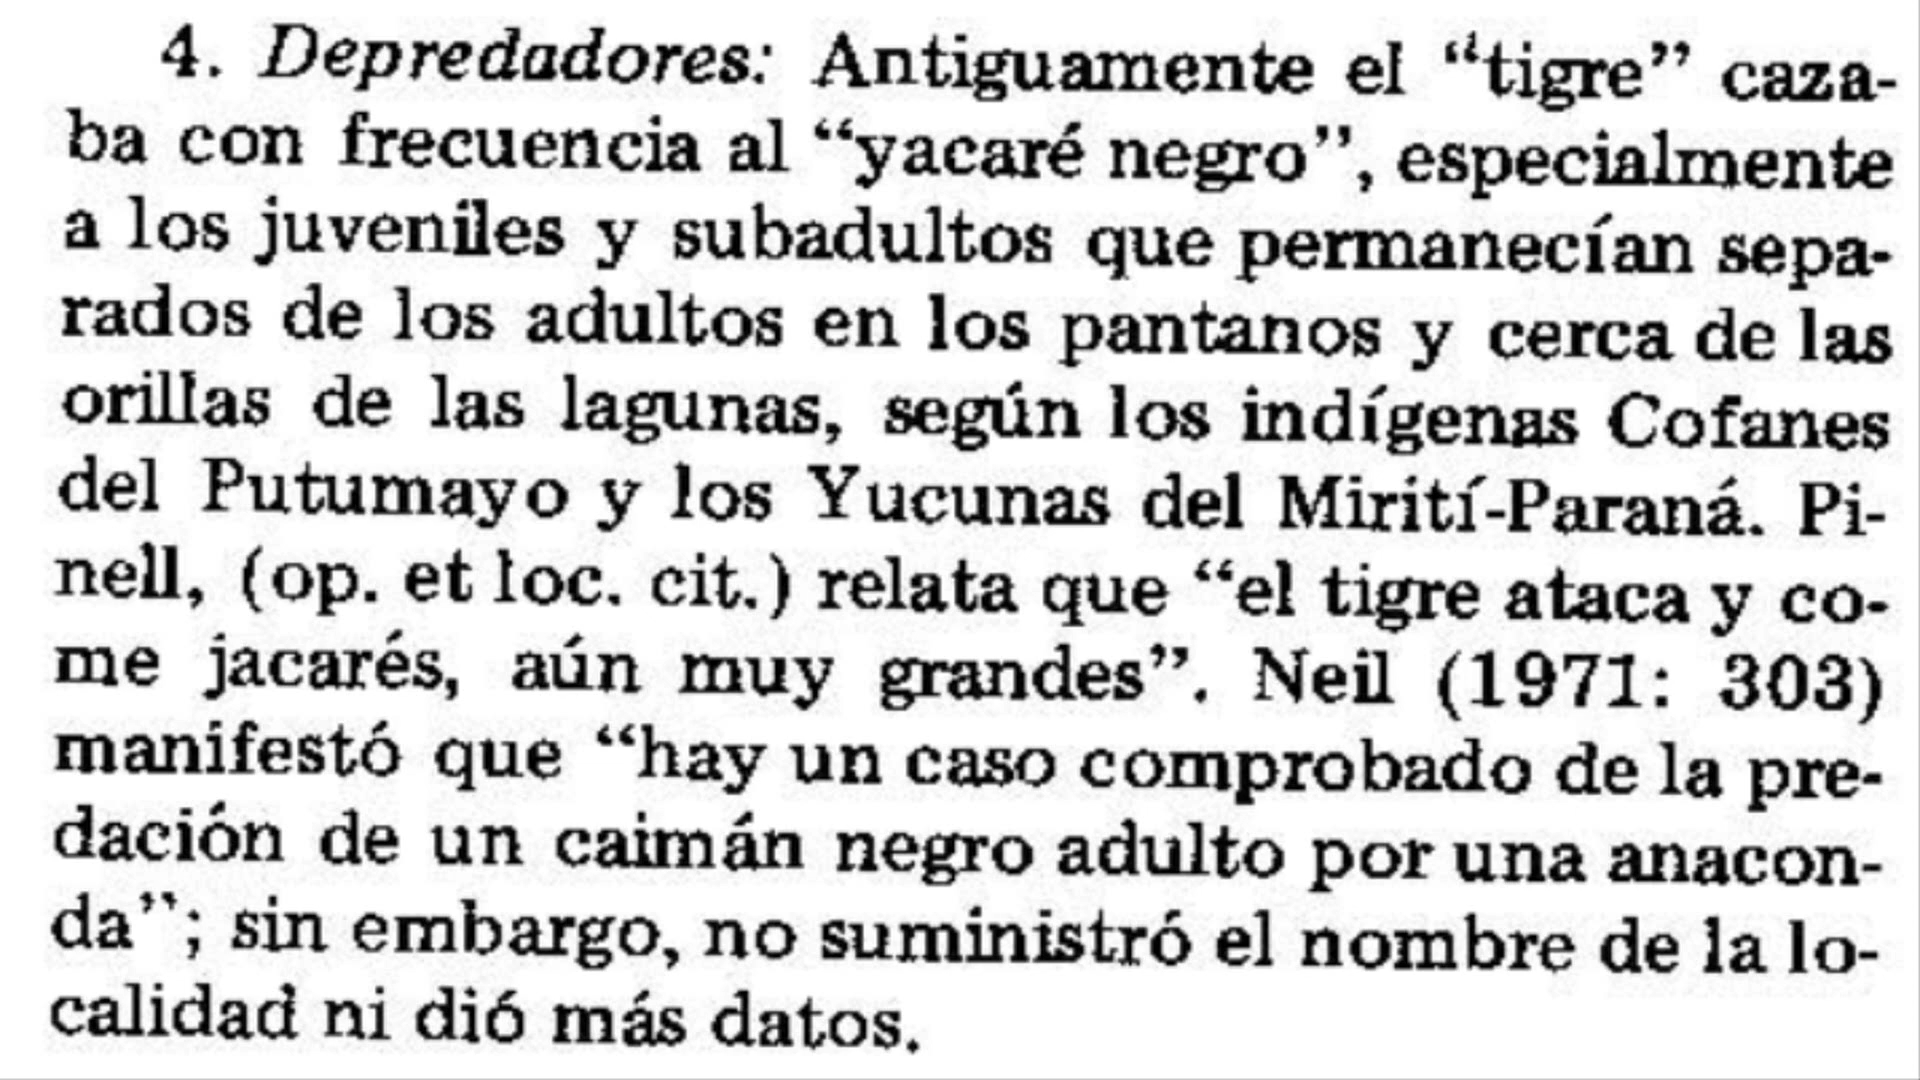 4. Depredadores: Antiguamente el “tigre” caza-
ba con frecuencia al “yacaré negro”, especialmente
a los juveniles y subadultos que permanecían sepa-
rados de los adultos en los pantanos y cerca de las
orillas de las lagunas, según los indígenas Cofanes
del Putumayo y los Yucunas del Mirití-Paraná. Pi-
nell, (op. et loc. cit.) relata que “el tigre ataca y co-
me jacarés, aún muy grandes”. Neil (1971: 303)
manifestó que “hay un caso comprobado de la pre-
dación de un caimán negro adulto por una anacon-
da”; sin embargo, no suministró el nombre de la lo-
calidad ni dió más datos.